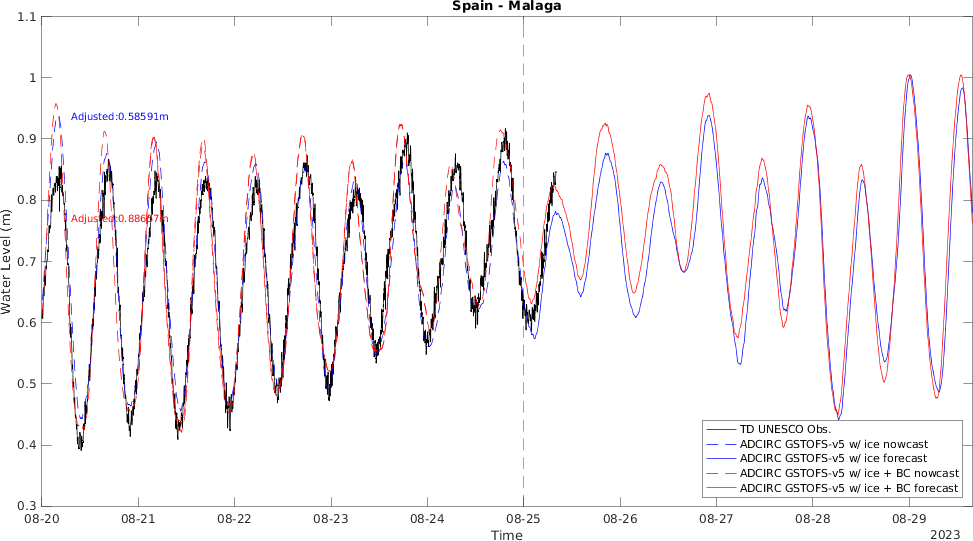 Spain - Malaga
1.1
1
0.9
0.8
0.7
0.6
0.5
0.4
0.3
Water Level (m)
Adjusted:0.58591m
TD UNESCO Obs.
ADCIRC GSTOFS-v5 w/ ice nowcast
ADCIRC GSTOFS-v5 w/ ice forecast
ADCIRC GSTOFS-v5 w/ ice + BC nowcast
ADCIRC GSTOFS-v5 w/ ice + BC forecast
08-20 08-21 08-22 08-23 08-24 08-25 08-26 08-27 08-28 08-29
Time
2023